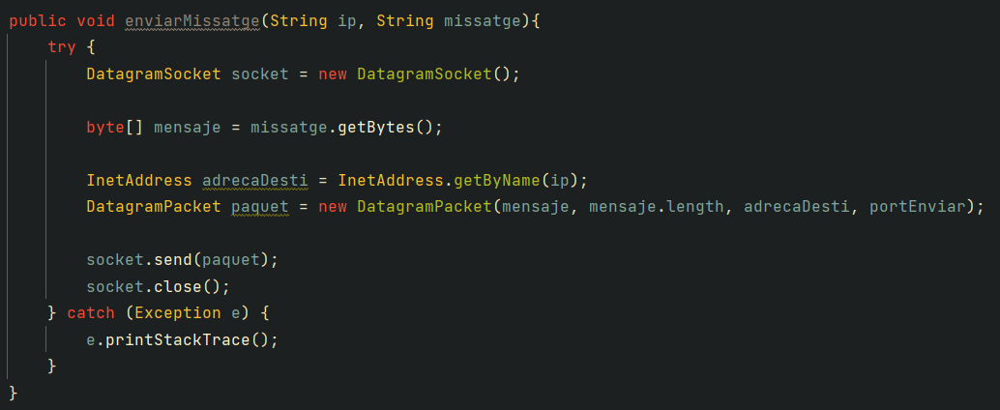 public void enviarMissatge(String ip, String missatge){
try {
DatagramSocket socket = new DatagramSocket();
byte[] mensaje = missatge.getBytes();
InetAddress adrecaDesti = InetAddress.getByName(ip);
DatagramPacket paquet = new DatagramPacket(mensaje, mensaje.length, adrecaDesti, portEnviar);
socket.send(paquet);
socket.close();
} catch (Exception e) {
e.printStackTrace();
}
}